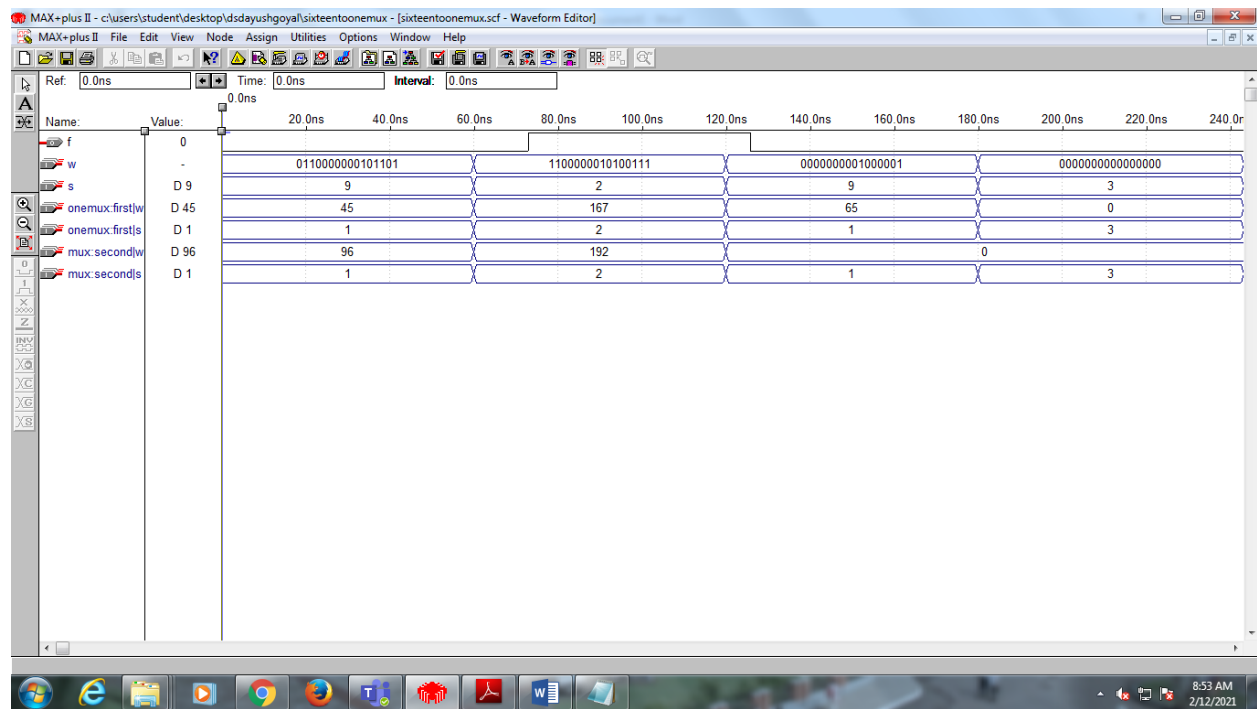 MAX+plus II - c:\users\student\desktop\dsdayushgoyal\sixteentoonemux - [sixteentoonemux.scf - Waveform Editor]
MAX+plus II File Edit View Node Assign Utilities Options Window Help
Ref: 0.0ns Time: 0.0ns Interval: 0.0ns
0.0ns
Name: Value: 20.0ns 40.0ns 60.0ns 80.0ns 100.0ns 120.0ns 140.0ns 160.0ns 180.0ns 200.0ns 220.0ns 240.0n
f 0
w - 0110000000101101 1100000010100111 0000000001000001 0000000000000000
s D 9 9 2 9 3
onemux:first|w D 45 45 167 65 0
onemux:first|s D 1 1 2 1 3
mux:second|w D 96 96 192 0
mux:second|s D 1 1 2 1 3
8:53 AM
2/12/2021